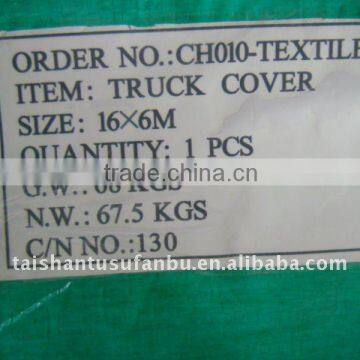 ORDER NO.:CH010-TEXTILE
ITEM: TRUCK COVER
SIZE: 16×6M
QUANTITY: 1 PCS
trade.china.cn
G.W.: 68 KGS
N.W.: 67.5 KGS
C/N NO.:130
taishantusufanbu.en.alibaba.com